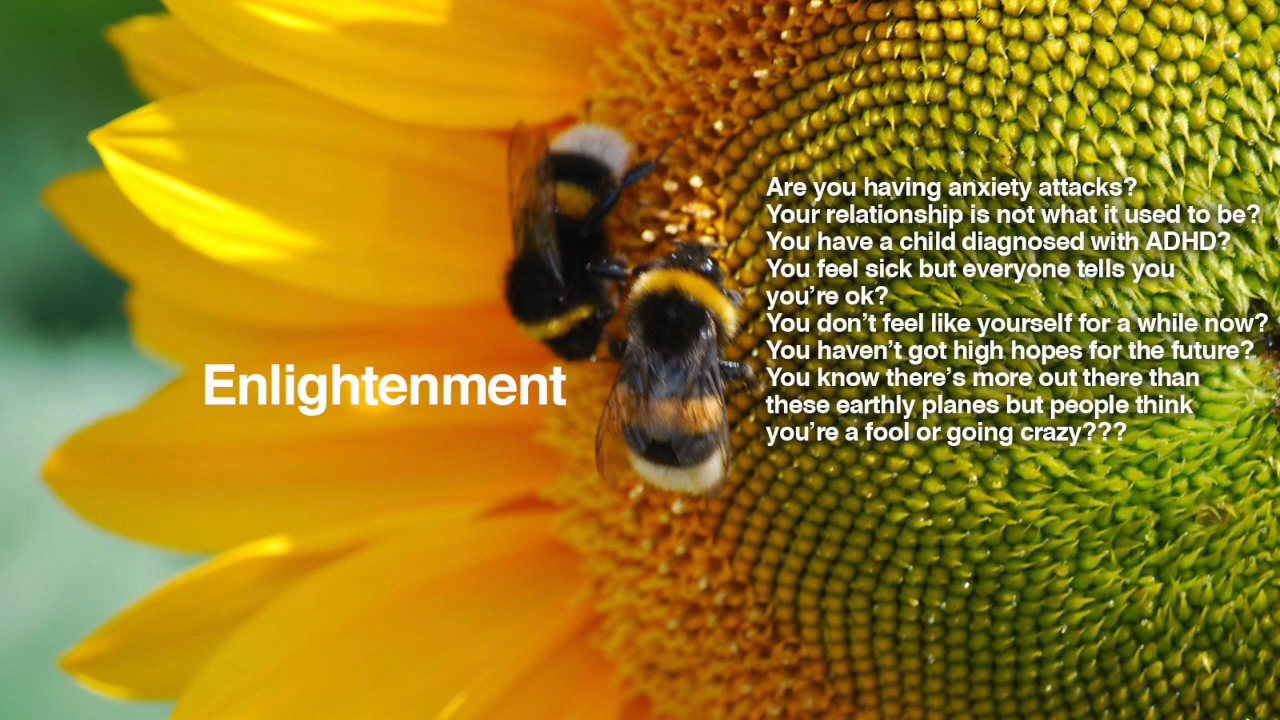 Enlightenment
Are you having anxiety attacks?
Your relationship is not what it used to be?
You have a child diagnosed with ADHD?
You feel sick but everyone tells you
you’re ok?
You don’t feel like yourself for a while now?
You haven’t got high hopes for the future?
You know there’s more out there than
these earthly planes but people think
you’re a fool or going crazy???